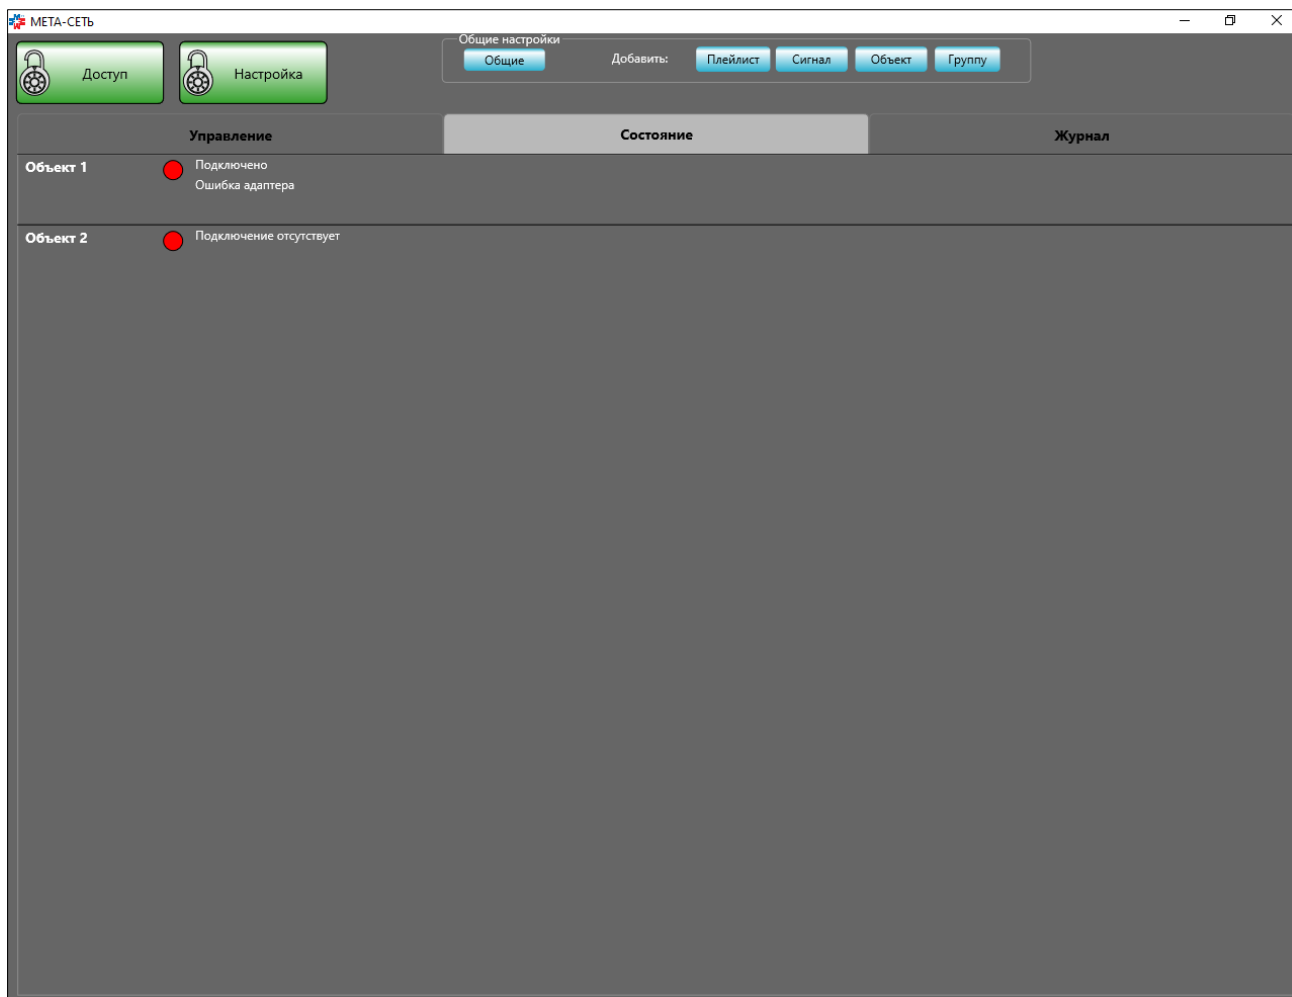 МЕТА-СЕТЬ
Доступ
Настройка
Общие настройки
Общие
Добавить:
Плейлист
Сигнал
Объект
Группу
Управление
Состояние
Журнал
Объект 1
Подключено
Ошибка адаптера
Объект 2
Подключение отсутствует